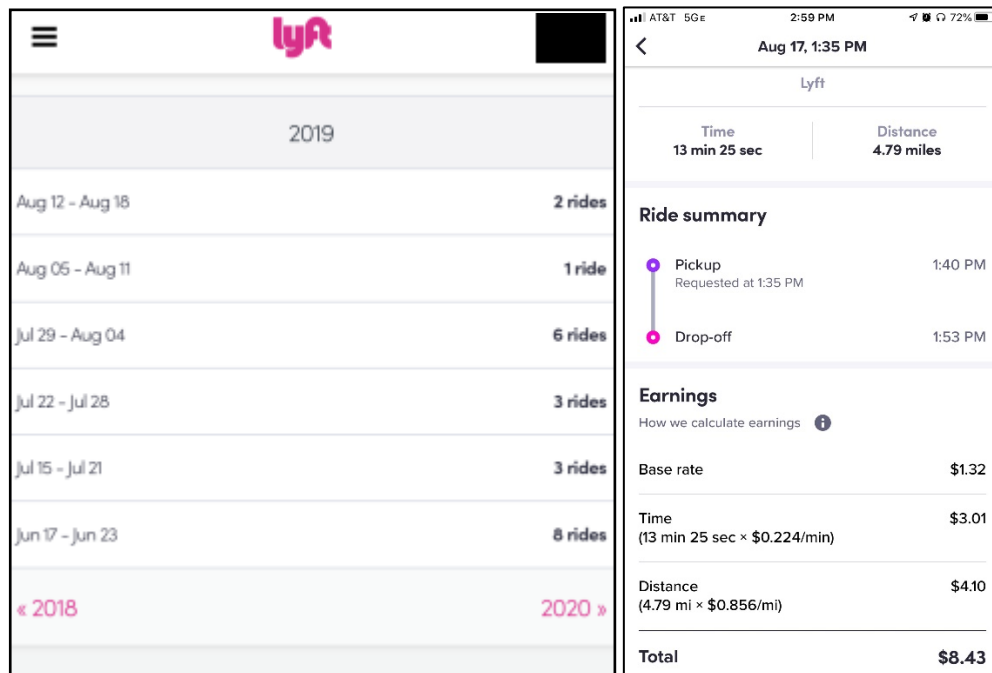 lyft
2019
Aug 12 - Aug 18 2 rides
Aug 05 - Aug 11 1 ride
Jul 29 - Aug 04 6 rides
Jul 22 - Jul 28 3 rides
Jul 15 - Jul 21 3 rides
Jun 17 - Jun 23 8 rides
« 2018 2020 »
AT&T 5GE 2:59 PM 72%
Aug 17, 1:35 PM
Lyft
Time Distance
13 min 25 sec 4.79 miles
Ride summary
Pickup 1:40 PM
Requested at 1:35 PM
Drop-off 1:53 PM
Earnings
How we calculate earnings i
Base rate $1.32
Time $3.01
(13 min 25 sec × $0.224/min)
Distance $4.10
(4.79 mi × $0.856/mi)
Total $8.43